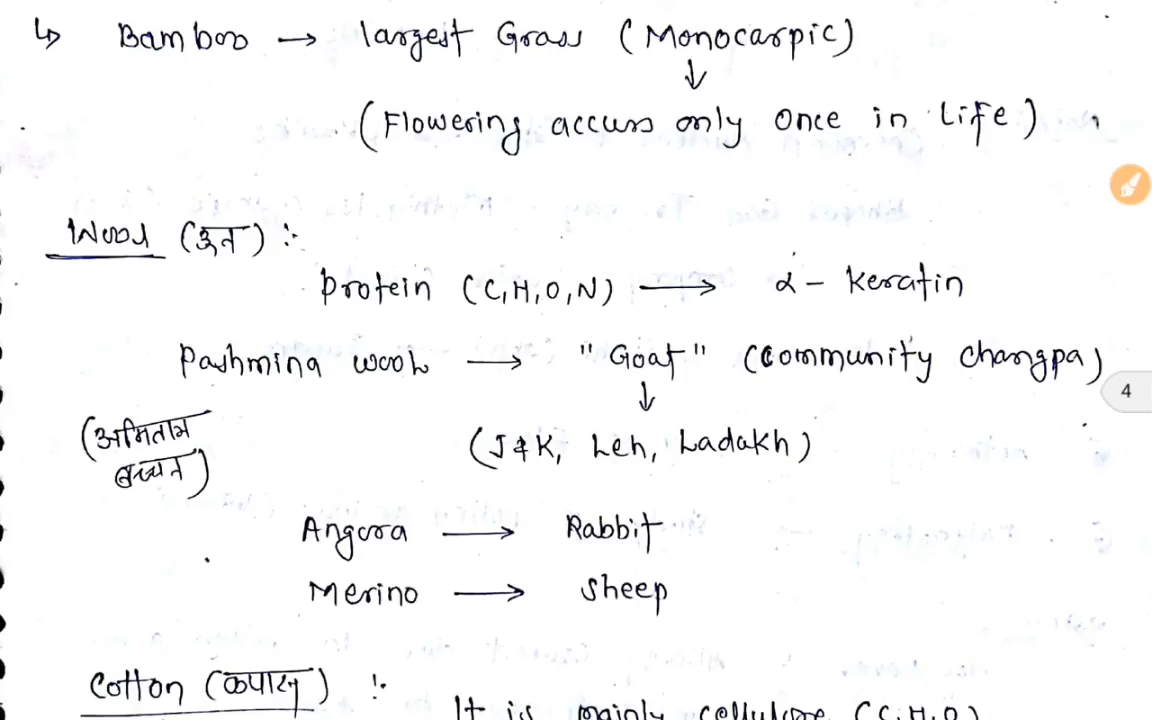 ↳ Bamboo → largest Grass (Monocarpic)
↓
(Flowering accurs only once in life)
Wool (ऊन) :-
Protein (C,H,O,N) → α - keratin
Pashmina wool → "Goat" (Community changpa)
↓
(अमिताभ
बच्चन)
(J & K, Leh, Ladakh)
Angora → Rabbit
Merino → sheep
4
Cotton (कपास) :-
It is mainly cellulose (C,H,O)